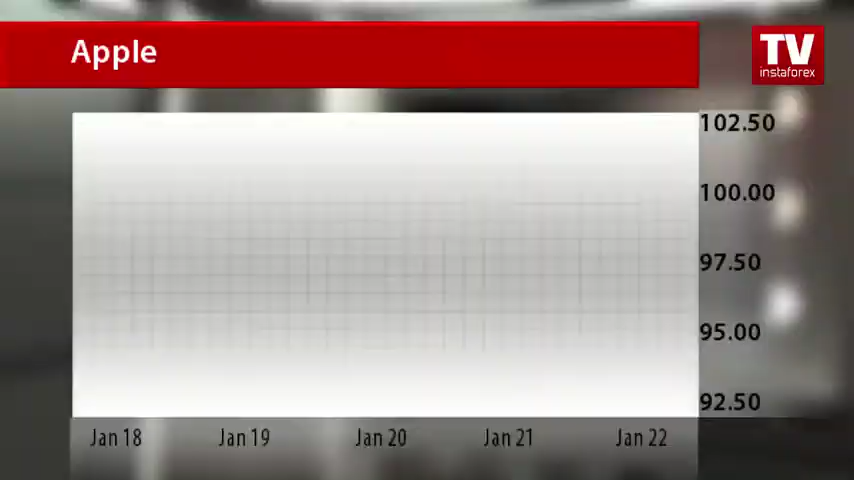 Apple
TV
instaforex
102.50
100.00
97.50
95.00
92.50
Jan 18
Jan 19
Jan 20
Jan 21
Jan 22